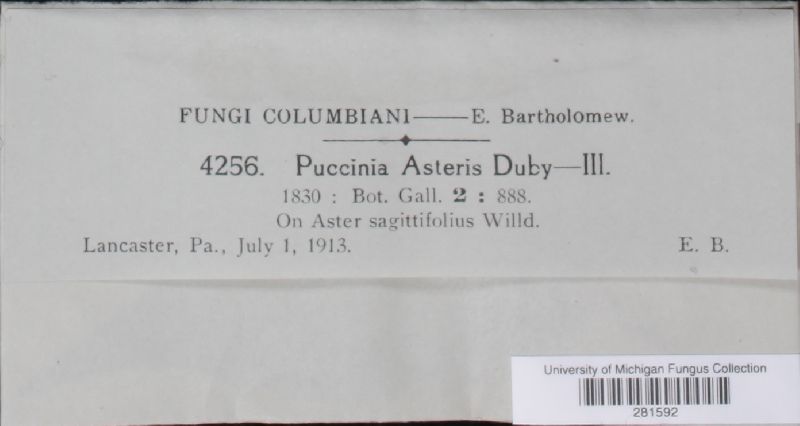 FUNGI COLUMBIANI——E. Bartholomew.
4256. Puccinia Asteris Duby—III.
1830 : Bot. Gall. 2 : 888.
On Aster sagittifolius Willd.
Lancaster, Pa., July 1, 1913. E. B.
University of Michigan Fungus Collection
281592